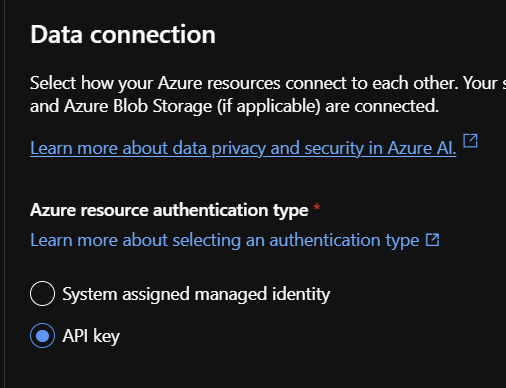 Data connection
Select how your Azure resources connect to each other. Your
and Azure Blob Storage (if applicable) are connected.
Learn more about data privacy and security in Azure AI.
Azure resource authentication type *
Learn more about selecting an authentication type
System assigned managed identity
API key